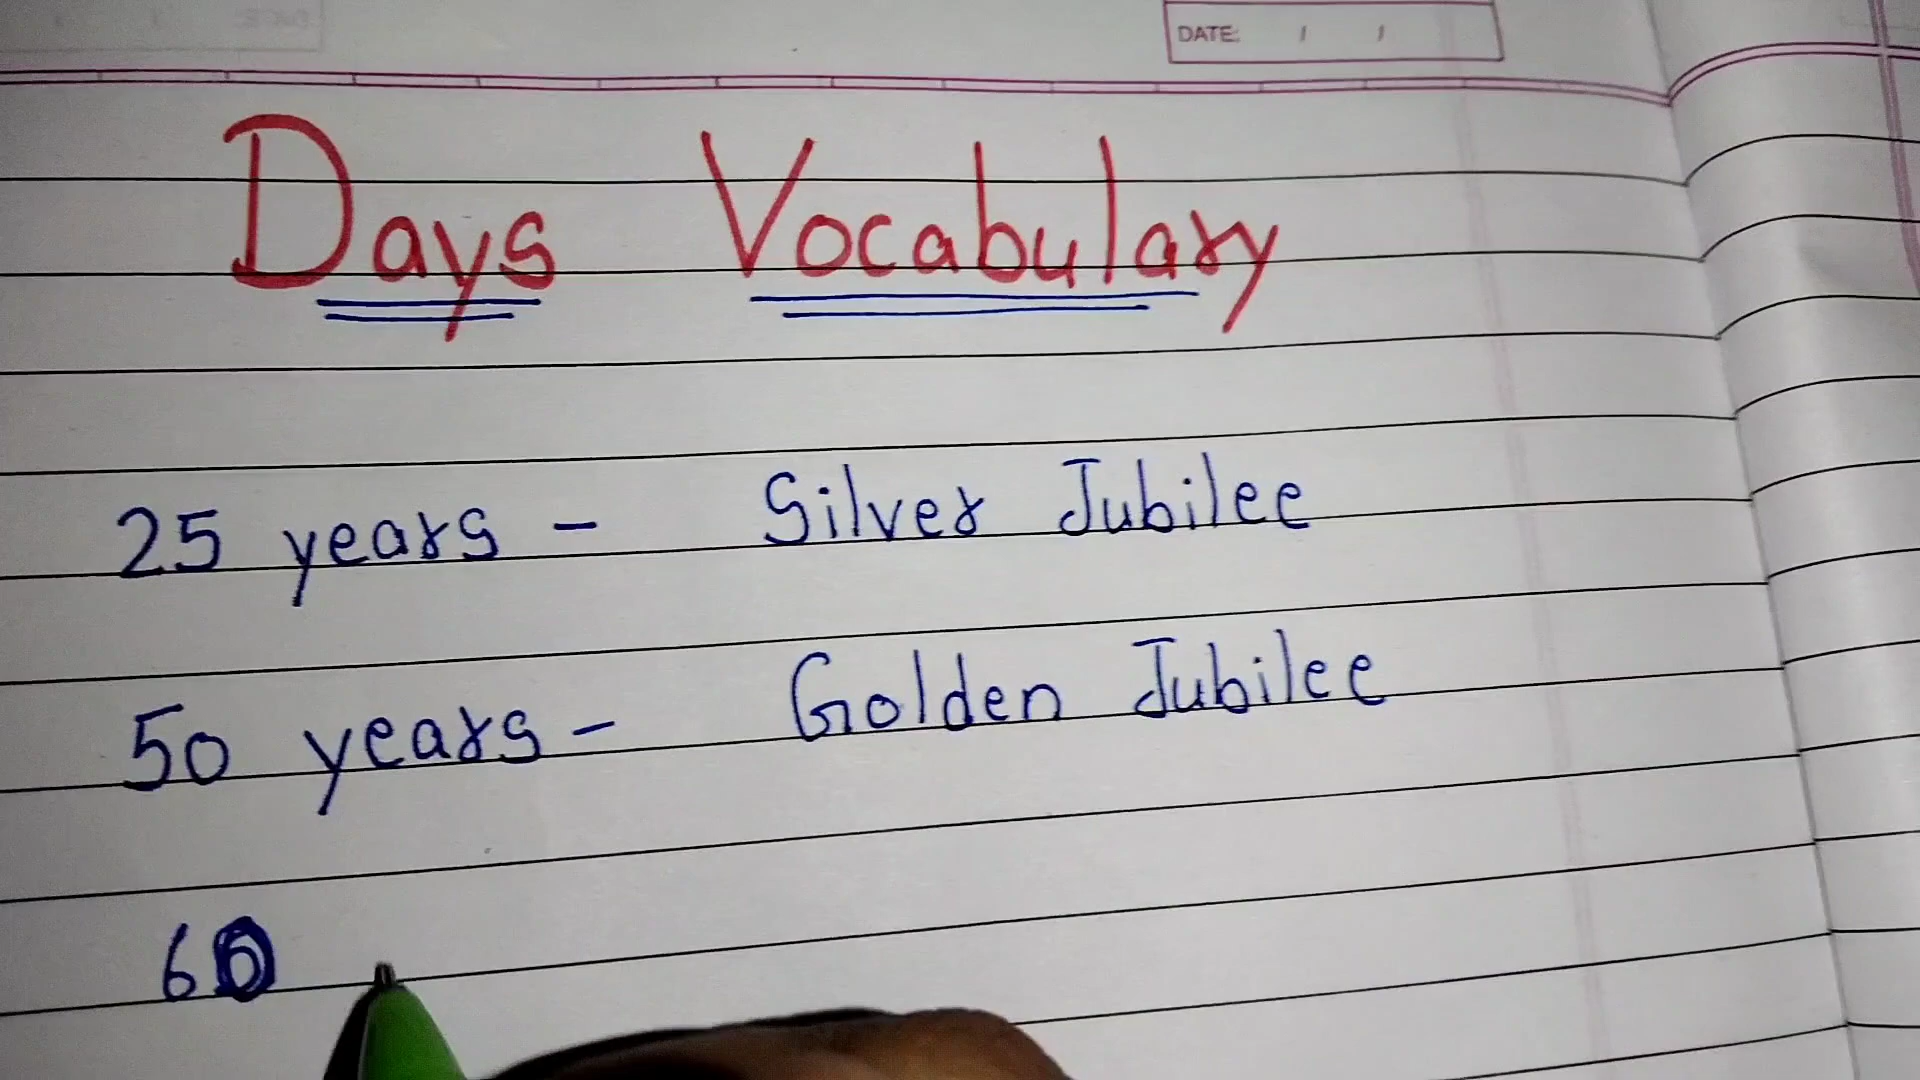 DATE: / /
Days Vocabulary
25 years - Silver Jubilee
50 years - Golden Jubilee
60